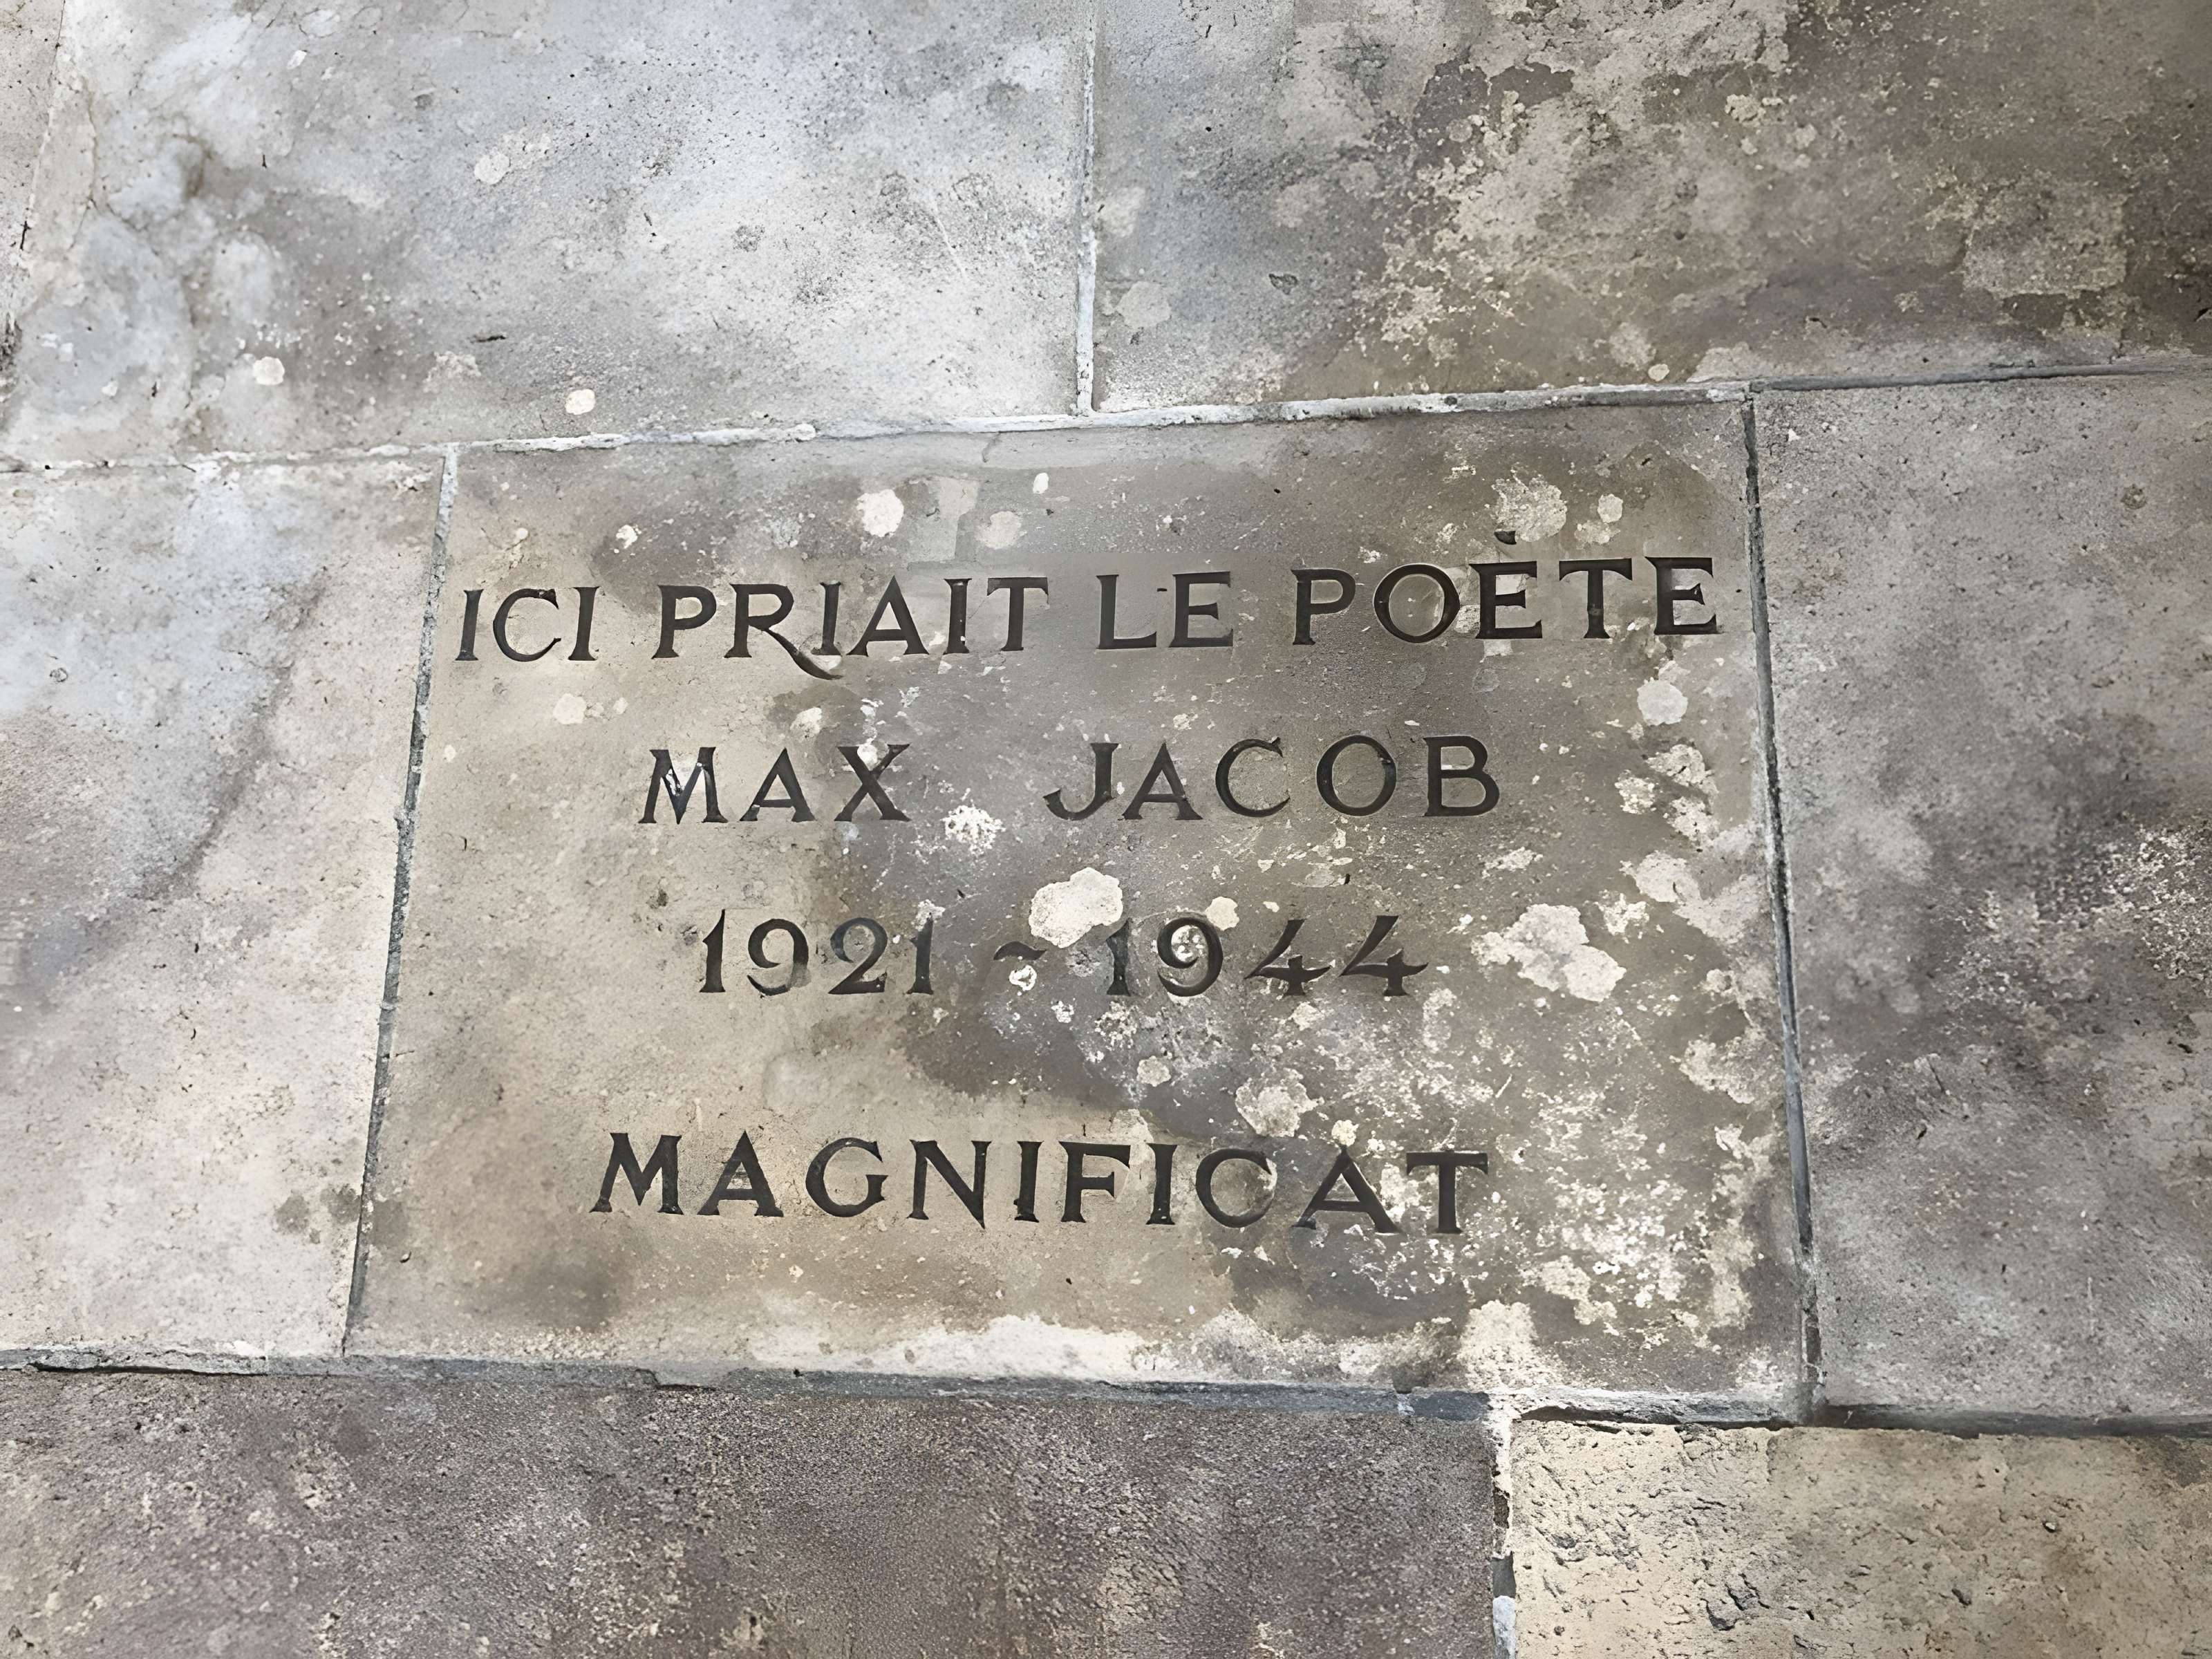 ICI PRIAIT LE POÈTE
MAX JACOB
1921 ~ 1944
MAGNIFICAT